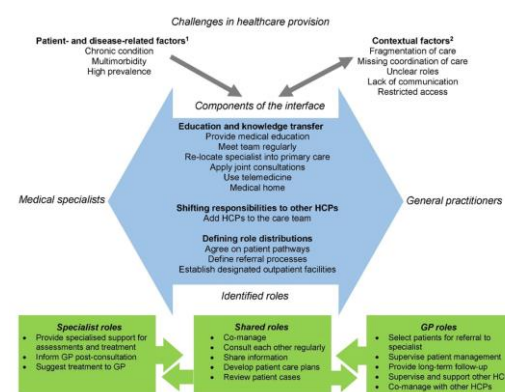 Challenges in healthcare provision
Patient- and disease-related factors¹
Chronic condition
Multimorbidity
High prevalence
Contextual factors²
Fragmentation of care
Missing coordination of care
Unclear roles
Lack of communication
Restricted access
Components of the interface
Education and knowledge transfer
Provide medical education
Meet team regularly
Re-locate specialist into primary care
Apply joint consultations
Use telemedicine
Medical home
Medical specialists
General practitioners
Shifting responsibilities to other HCPs
Add HCPs to the care team
Defining role distributions
Agree on patient pathways
Define referral processes
Establish designated outpatient facilities
Identified roles
Specialist roles
• Provide specialised support for
assessments and treatment
• Inform GP post-consultation
• Suggest treatment to GP
Shared roles
• Co-manage
• Consult each other regularly
• Share information
• Develop patient care plans
• Review patient cases
GP roles
• Select patients for referral to
specialist
• Supervise patient management
• Provide long-term follow-up
• Supervise and support other HC
• Co-manage with other HCPs